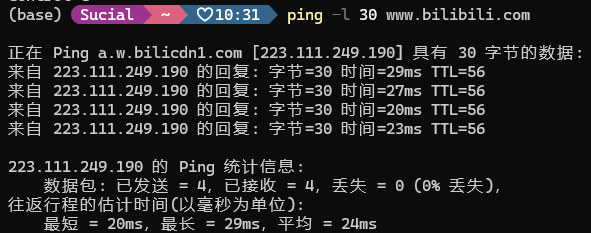 (base) Sucial ~ ♡10:31 ping -l 30 www.bilibili.com
正在 Ping a.w.bilicdn1.com [223.111.249.190] 具有 30 字节的数据:
来自 223.111.249.190 的回复: 字节=30 时间=29ms TTL=56
来自 223.111.249.190 的回复: 字节=30 时间=27ms TTL=56
来自 223.111.249.190 的回复: 字节=30 时间=20ms TTL=56
来自 223.111.249.190 的回复: 字节=30 时间=23ms TTL=56
223.111.249.190 的 Ping 统计信息:
数据包: 已发送 = 4, 已接收 = 4, 丢失 = 0 (0% 丢失),
往返行程的估计时间(以毫秒为单位):
最短 = 20ms, 最长 = 29ms, 平均 = 24ms